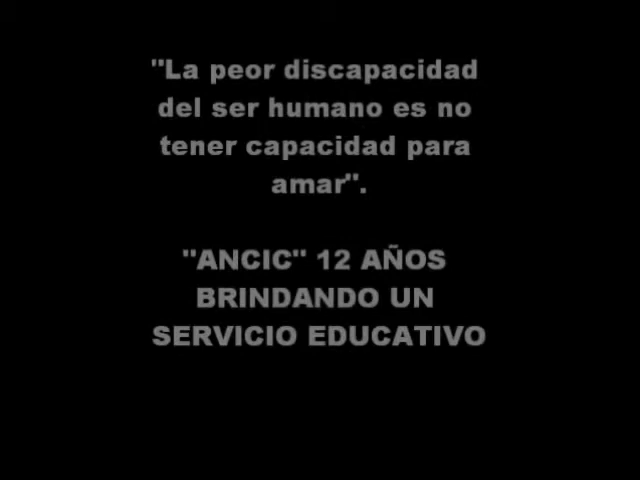 "La peor discapacidad
del ser humano es no
tener capacidad para
amar".
"ANCIC" 12 AÑOS
BRINDANDO UN
SERVICIO EDUCATIVO